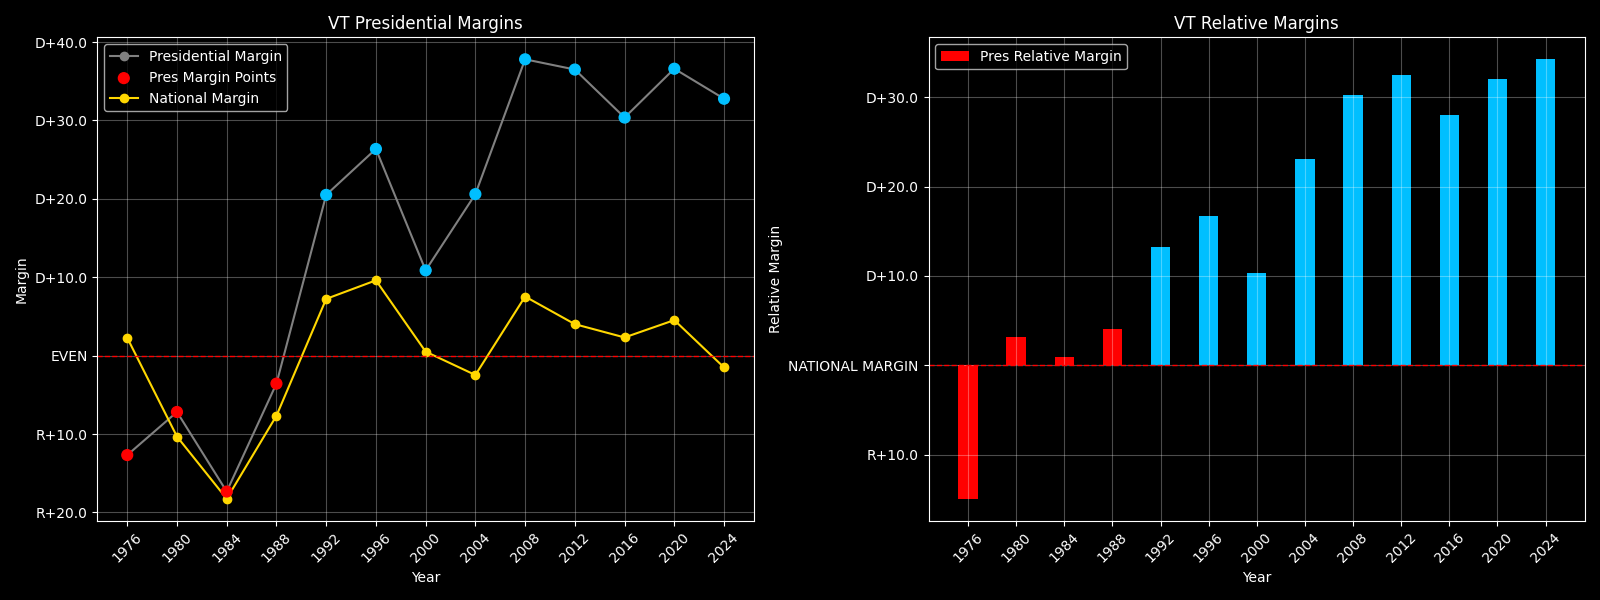 VT Presidential Margins
Presidential Margin
Pres Margin Points
National Margin
D+40.0
D+30.0
D+20.0
D+10.0
EVEN
R+10.0
R+20.0
Margin
1976
1980
1984
1988
1992
1996
2000
2004
2008
2012
2016
2020
2024
Year
VT Relative Margins
Pres Relative Margin
D+30.0
D+20.0
D+10.0
NATIONAL MARGIN
R+10.0
Relative Margin
1976
1980
1984
1988
1992
1996
2000
2004
2008
2012
2016
2020
2024
Year